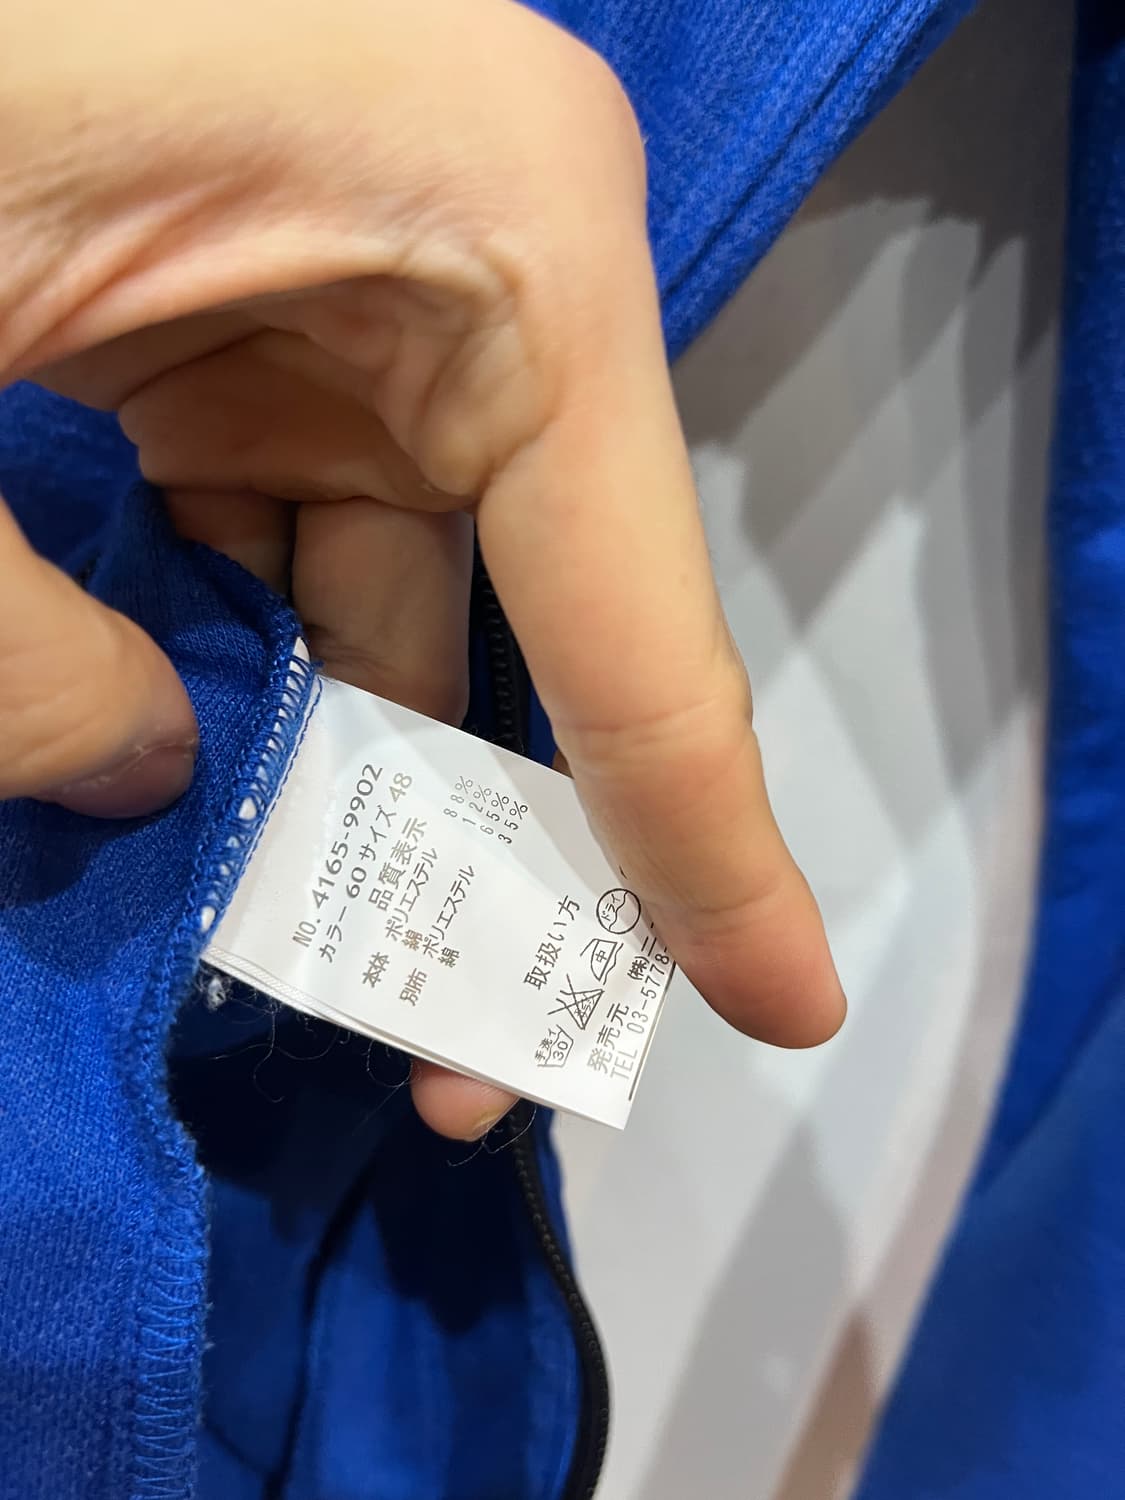 NO. 4165-9902
カラー 60 サイズ 48
品質表示
本体 ポリエステル 88%
綿 12%
別布 ポリエステル 65%
綿 35%
取扱い方
手洗イ 30 中 ドライ
発売元 (株)ニ
TEL 03-5778-